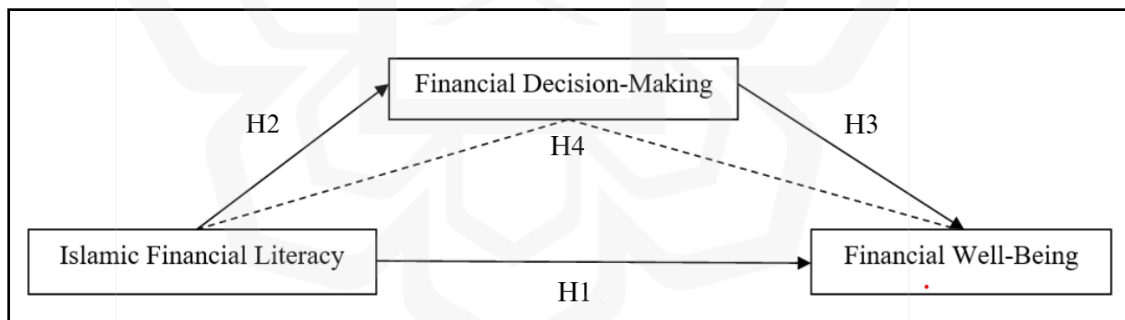 Financial Decision-Making
H2
H3
H4
Islamic Financial Literacy
Financial Well-Being
H1